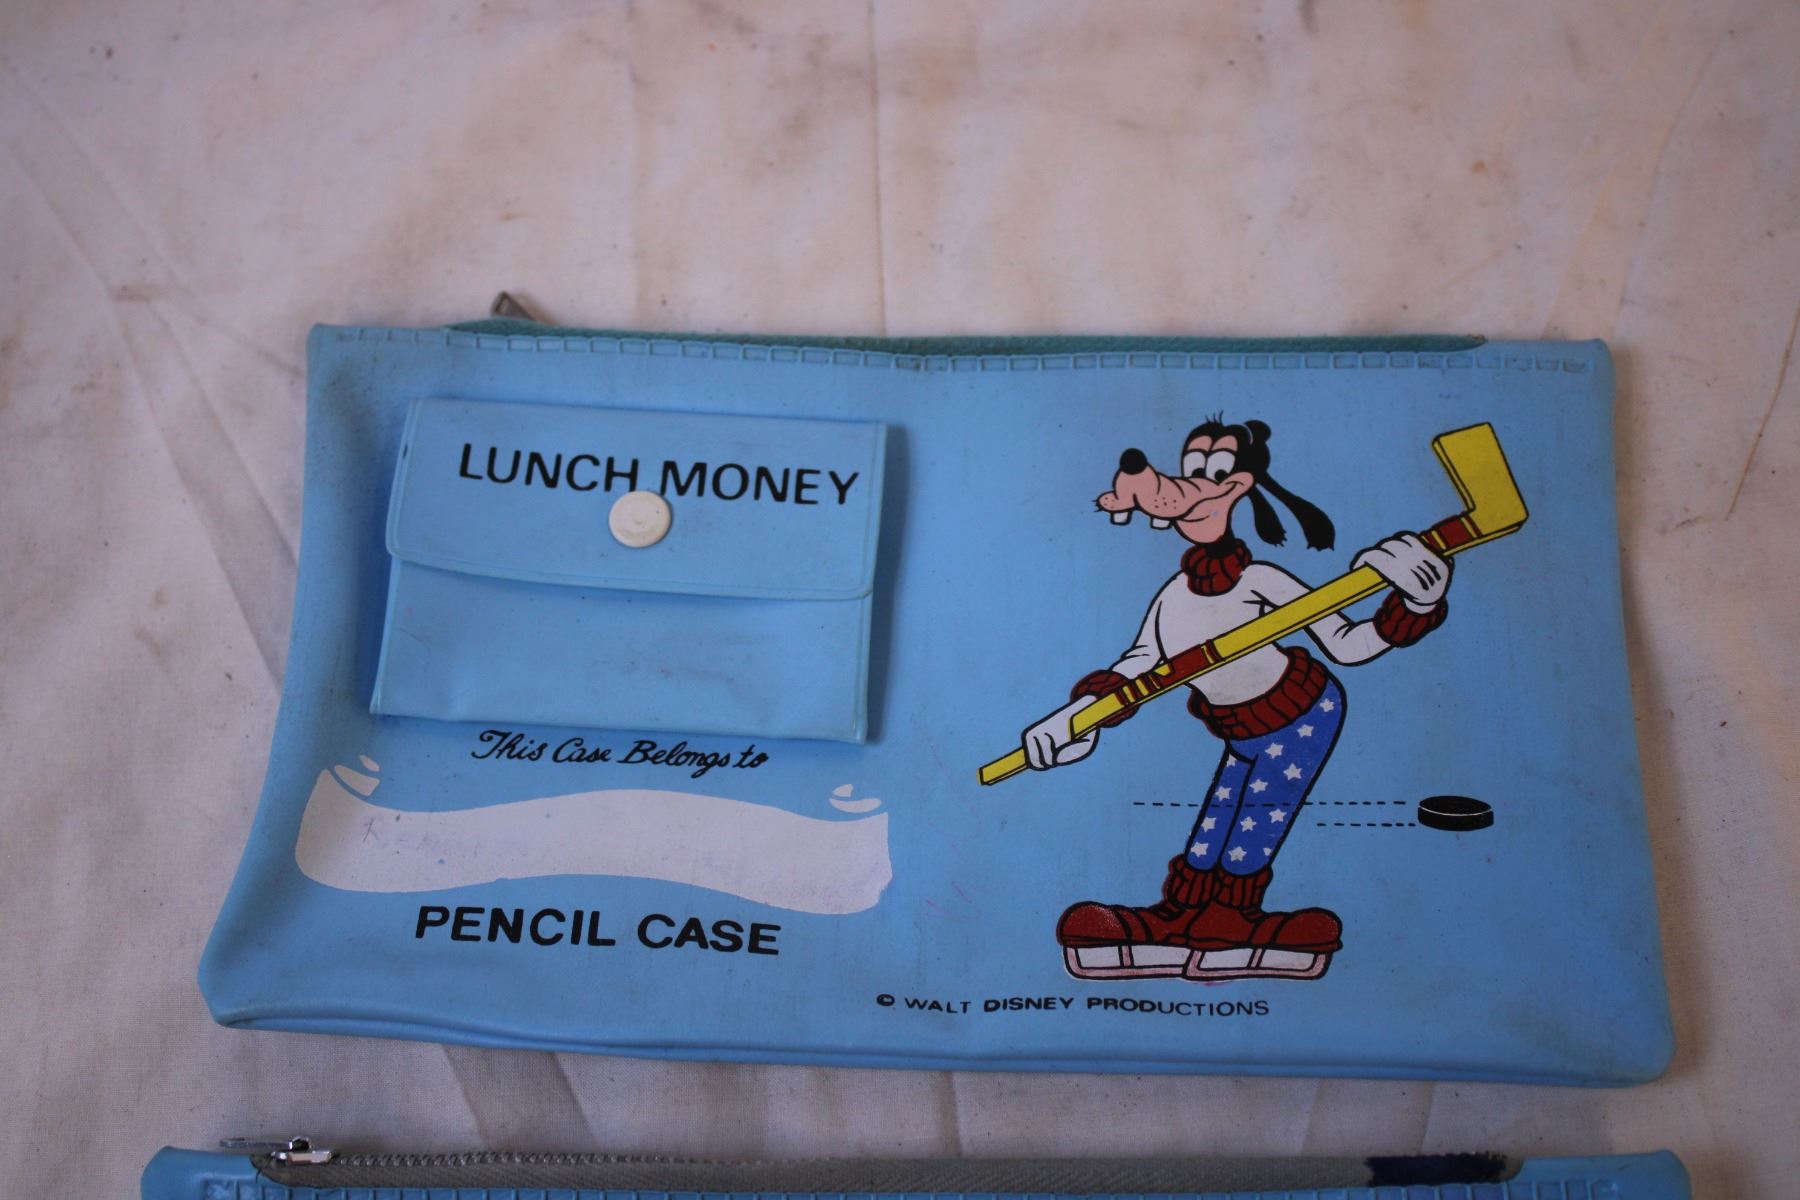 LUNCH MONEY
This Case Belongs to
PENCIL CASE
© WALT DISNEY PRODUCTIONS